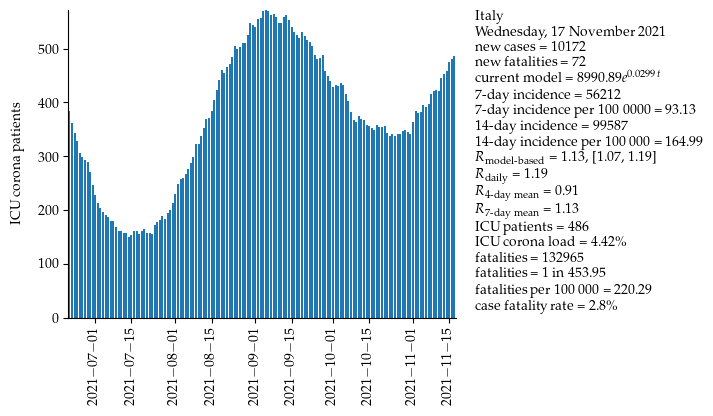 500
400
300
200
100
0
ICU corona patients
2021−07−01
2021−07−15
2021−08−01
2021−08−15
2021−09−01
2021−09−15
2021−10−01
2021−10−15
2021−11−01
2021−11−15
Italy
Wednesday, 17 November 2021
new cases = 10172
new fatalities = 72
current model = 8990.89e^0.0299 t
7-day incidence = 56212
7-day incidence per 100 0000 = 93.13
14-day incidence = 99587
14-day incidence per 100 000 = 164.99
R_model-based = 1.13, [1.07, 1.19]
R_daily = 1.19
R_4-day mean = 0.91
R_7-day mean = 1.13
ICU patients = 486
ICU corona load = 4.42%
fatalities = 132965
fatalities = 1 in 453.95
fatalities per 100 000 = 220.29
case fatality rate = 2.8%